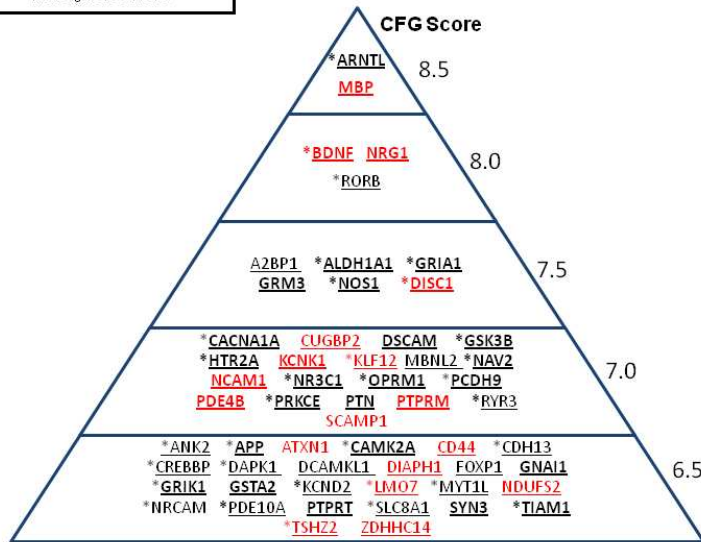 CFG Score
*ARNTL
8.5
MBP
*BDNF NRG1
8.0
*RORB
A2BP1 *ALDH1A1 *GRIA1
7.5
GRM3 *NOS1 *DISC1
*CACNA1A CUGBP2 DSCAM *GSK3B
*HTR2A KCNK1 *KLF12 MBNL2 *NAV2
7.0
NCAM1 *NR3C1 *OPRM1 *PCDH9
PDE4B *PRKCE PTN PTPRM *RYR3
SCAMP1
*ANK2 *APP ATXN1 *CAMK2A CD44 *CDH13
*CREBBP *DAPK1 DCAMKL1 DIAPH1 FOXP1 GNAI1
6.5
*GRIK1 GSTA2 *KCND2 *LMO7 *MYT1L NDUFS2
*NRCAM *PDE10A PTPRT *SLC8A1 SYN3 *TIAM1
*TSHZ2 ZDHHC14